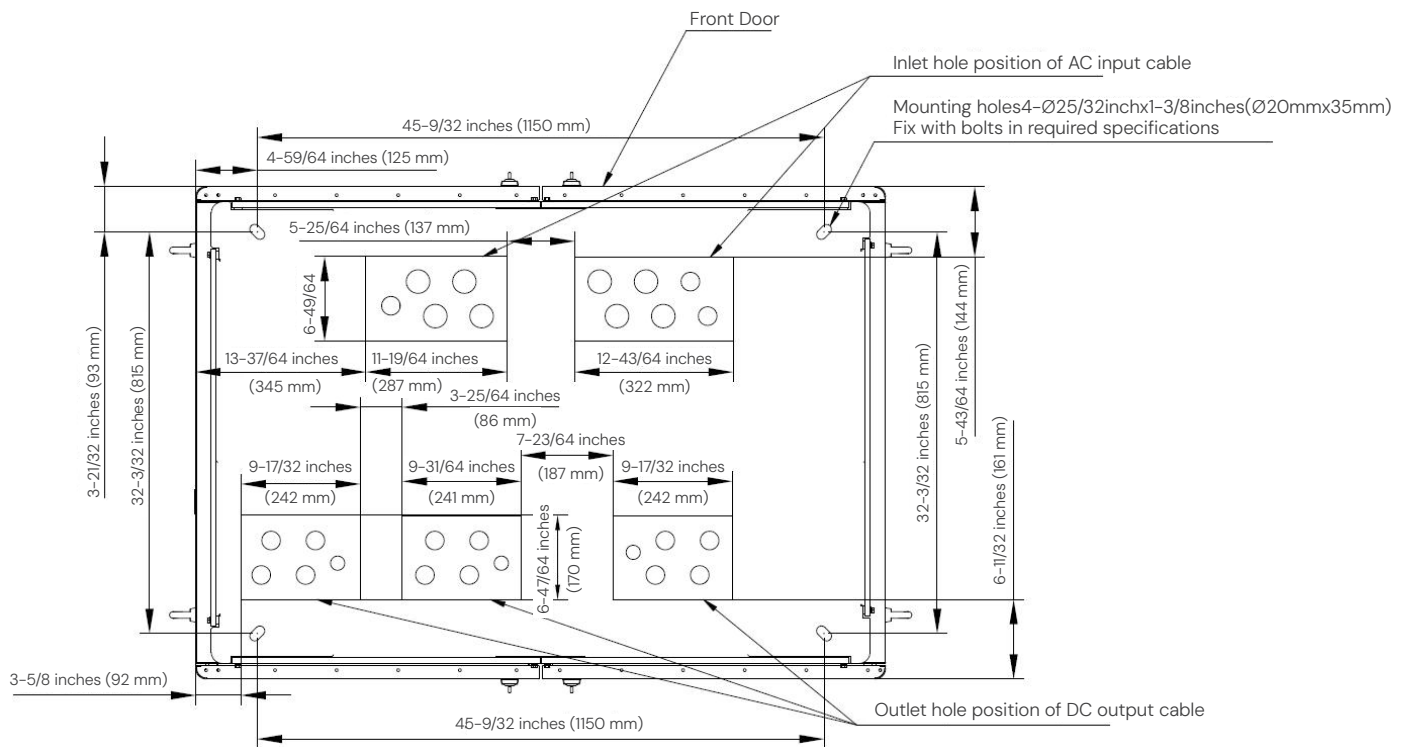 Front Door
Inlet hole position of AC input cable
Mounting holes4-Ø25/32inchx1-3/8inches(Ø20mmx35mm)
Fix with bolts in required specifications
45-9/32 inches (1150 mm)
4-59/64 inches (125 mm)
5-25/64 inches (137 mm)
6-49/64
3-21/32 inches (93 mm)
32-3/32 inches (815 mm)
13-37/64 inches
(345 mm)
11-19/64 inches
(287 mm)
12-43/64 inches
(322 mm)
3-25/64 inches
(86 mm)
5-43/64 inches (144 mm)
32-3/32 inches (815 mm)
6-11/32 inches (161 mm)
7-23/64 inches
(187 mm)
9-17/32 inches
(242 mm)
9-31/64 inches
(241 mm)
9-17/32 inches
(242 mm)
6-47/64 inches
(170 mm)
3-5/8 inches (92 mm)
Outlet hole position of DC output cable
45-9/32 inches (1150 mm)